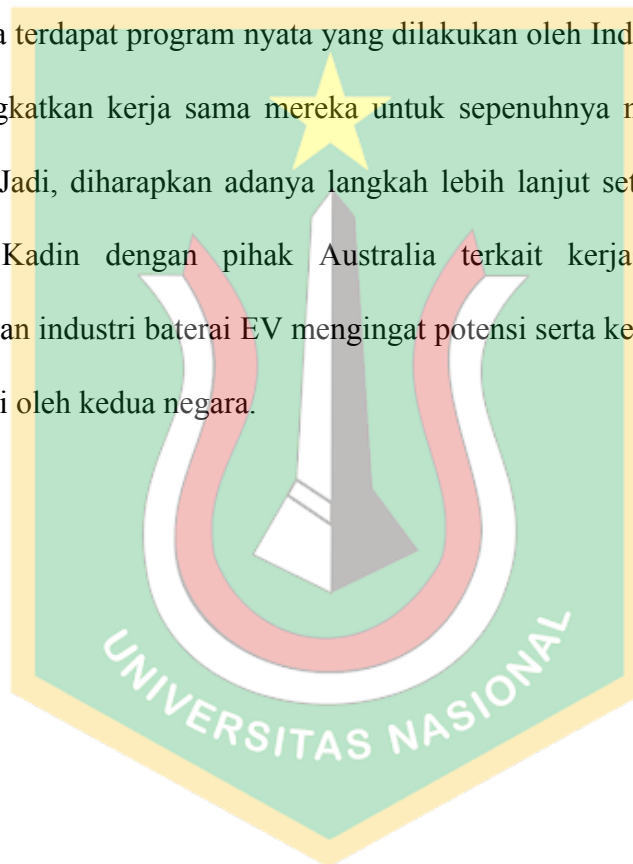 terdapat program nyata yang dilakukan oleh Ind
gkatkan kerja sama mereka untuk sepenuhnya
Jadi, diharapkan adanya langkah lebih lanjut set
Kadin dengan pihak Australia terkait kerja
an industri baterai EV mengingat potensi serta ke
i oleh kedua negara.
UNIVERSITAS NASIONAL